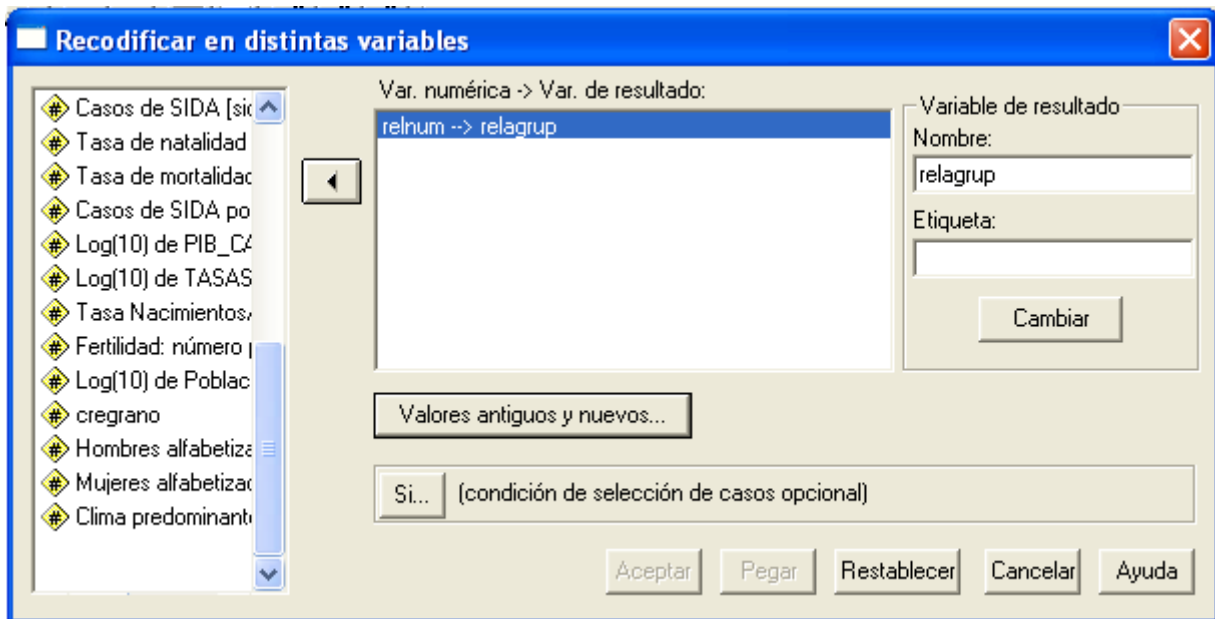 Recodificar en distintas variables
Casos de SIDA [sid
Tasa de natalidad
Tasa de mortalidad
Casos de SIDA po
Log(10) de PIB_CA
Log(10) de TASAS
Tasa Nacimientos/
Fertilidad: número p
Log(10) de Poblac
cregrano
Hombres alfabetiza
Mujeres alfabetizad
Clima predominante
Var. numérica -> Var. de resultado:
relnum --> relagrup
Variable de resultado
Nombre:
relagrup
Etiqueta:
Cambiar
Valores antiguos y nuevos...
Si... (condición de selección de casos opcional)
Aceptar Pegar Restablecer Cancelar Ayuda